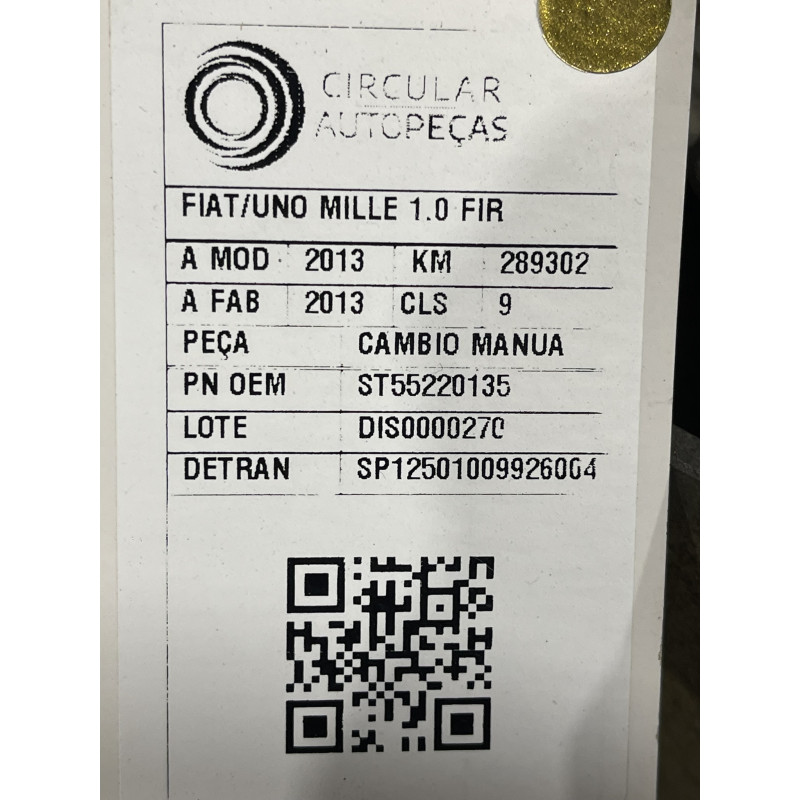 CIRCULAR
AUTOPEÇAS
FIAT/UNO MILLE 1.0 FIR
A MOD 2013 KM 289302
A FAB 2013 CLS 9
PEÇA CAMBIO MANUA
PN OEM ST55220135
LOTE DIS0000270
DETRAN SP12501009926004